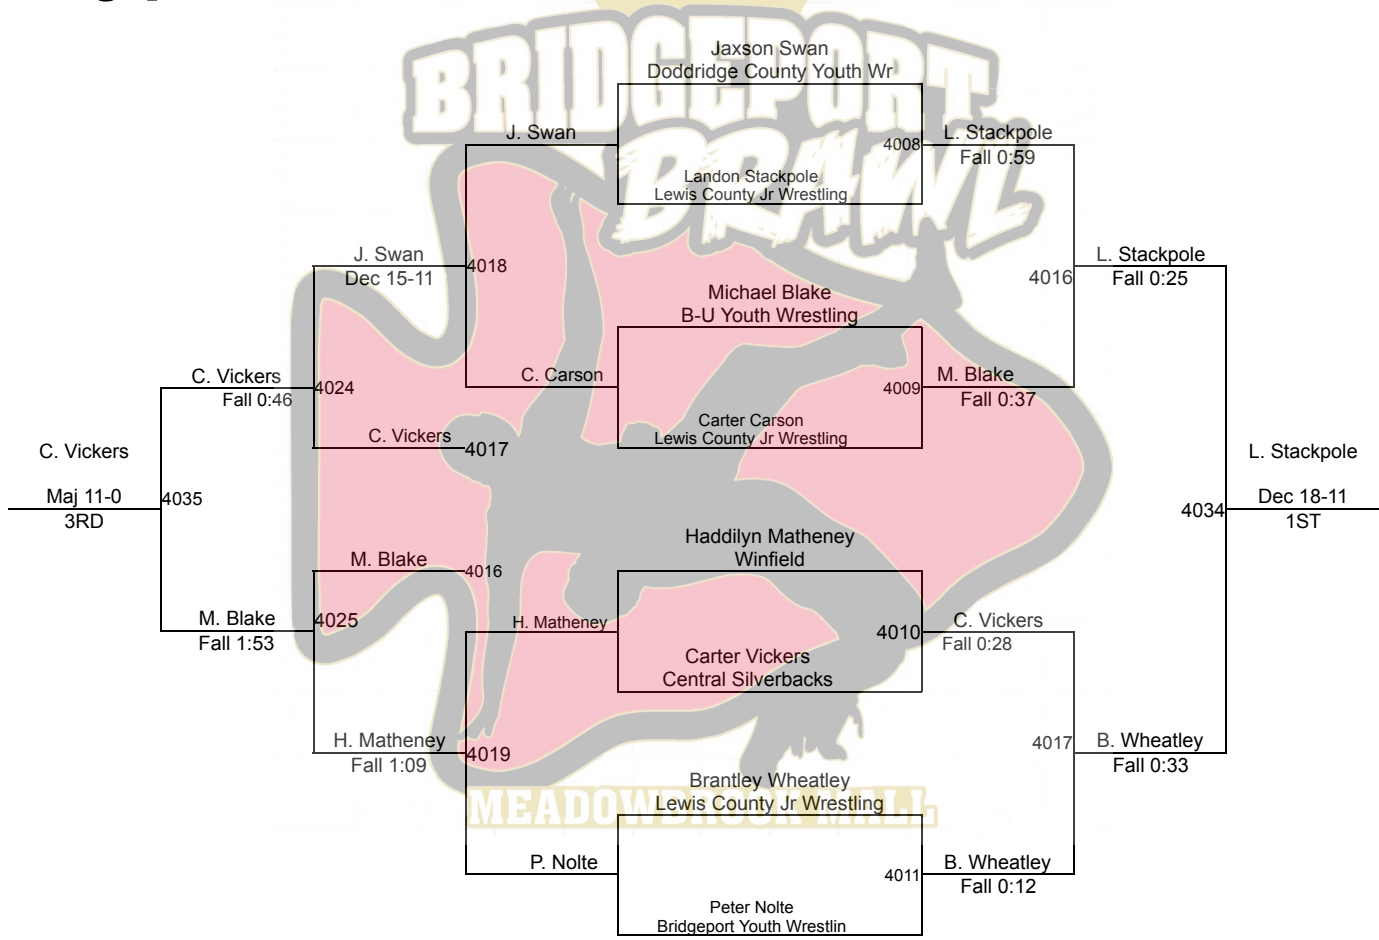 BRIDGEPORT
BRAWL
Jaxson Swan
Doddridge County Youth Wr
J. Swan
4008
L. Stackpole
Fall 0:59
Landon Stackpole
Lewis County Jr Wrestling
J. Swan
Dec 15-11
4018
4016
L. Stackpole
Fall 0:25
Michael Blake
B-U Youth Wrestling
C. Vickers
Fall 0:46
4024
C. Carson
4009
M. Blake
Fall 0:37
Carter Carson
Lewis County Jr Wrestling
C. Vickers
4017
C. Vickers
Maj 11-0
3RD
4035
L. Stackpole
4034
Dec 18-11
1ST
Haddilyn Matheney
Winfield
M. Blake
4016
M. Blake
Fall 1:53
4025
H. Matheney
4010
C. Vickers
Fall 0:28
Carter Vickers
Central Silverbacks
H. Matheney
Fall 1:09
4019
4017
B. Wheatley
Fall 0:33
Brantley Wheatley
Lewis County Jr Wrestling
MEADOWBROOK MALL
P. Nolte
4011
B. Wheatley
Fall 0:12
Peter Nolte
Bridgeport Youth Wrestlin